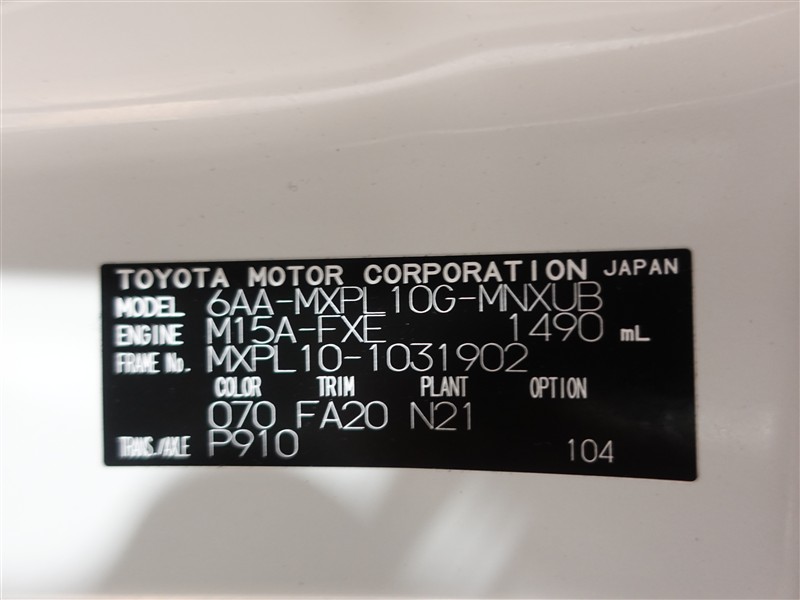 TOYOTA MOTOR CORPORATION JAPAN
MODEL 6AA-MXPL10G-MNXUB
ENGINE M15A-FXE 1490 mL
FRAME No. MXPL10-1031902
COLOR TRIM PLANT OPTION
070 FA20 N21
TRANS./AXLE P910 104